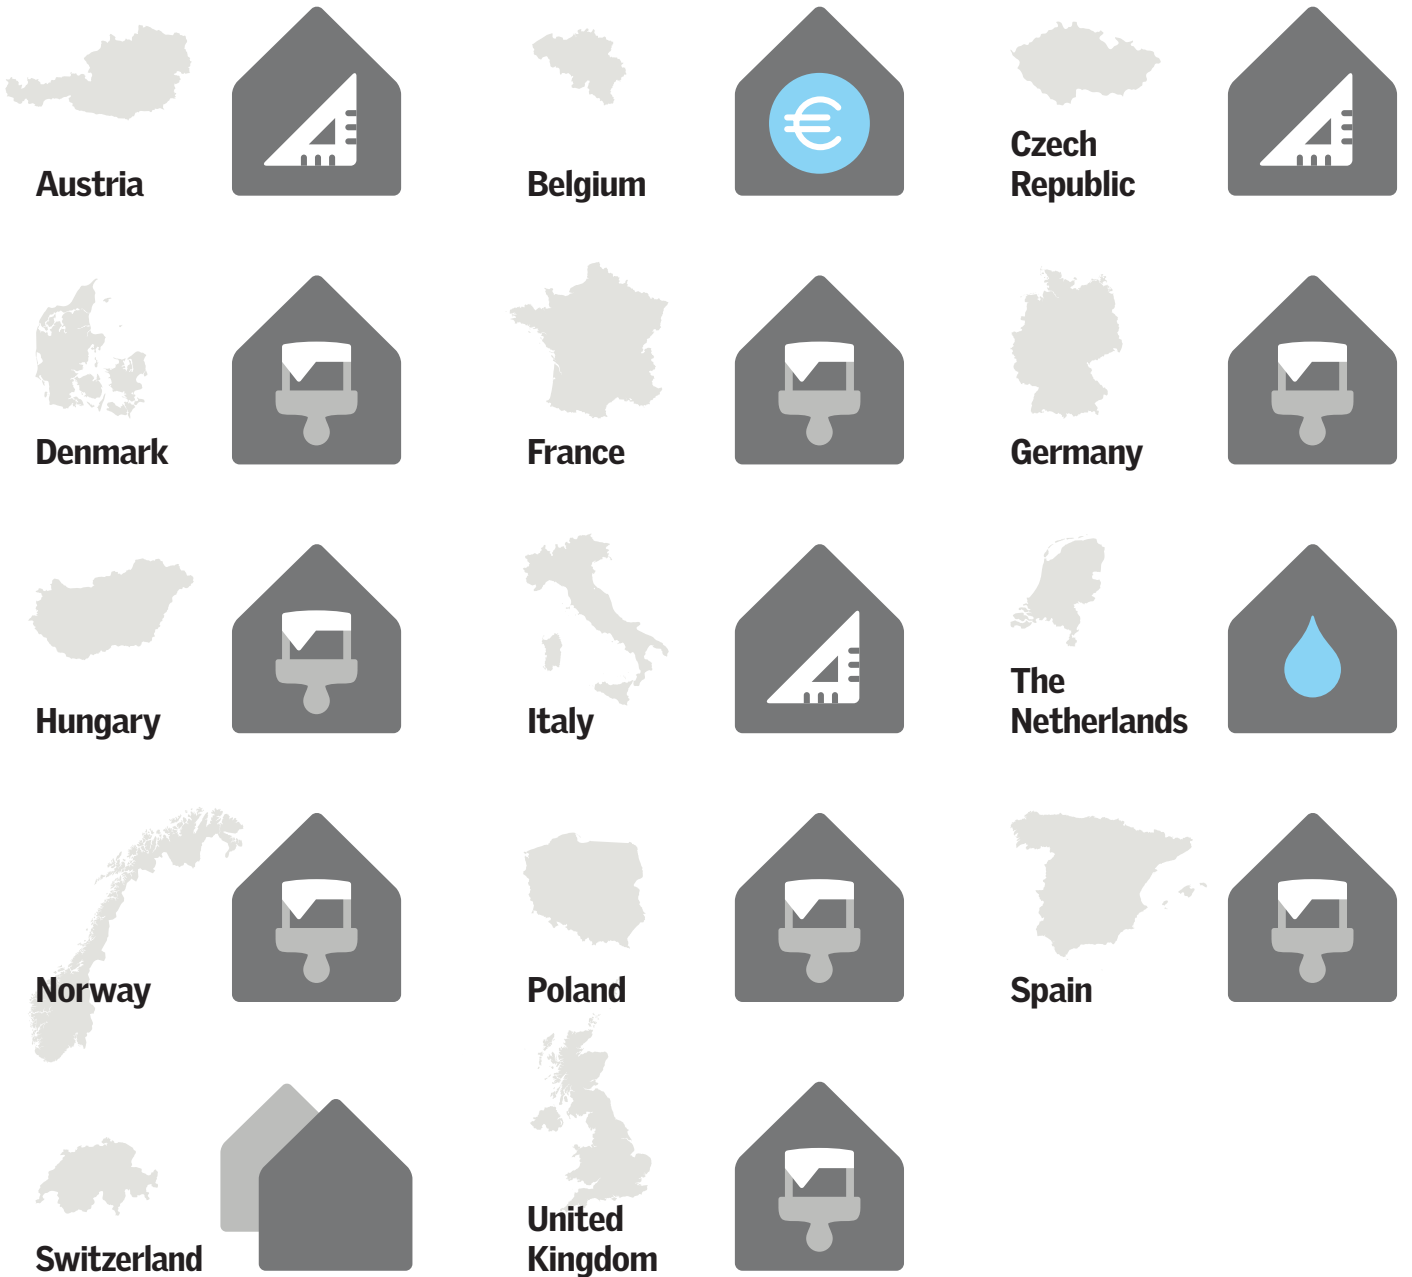 Austria
Belgium
Czech
Republic
Denmark
France
Germany
Hungary
Italy
The
Netherlands
Norway
Poland
Spain
Switzerland
United
Kingdom